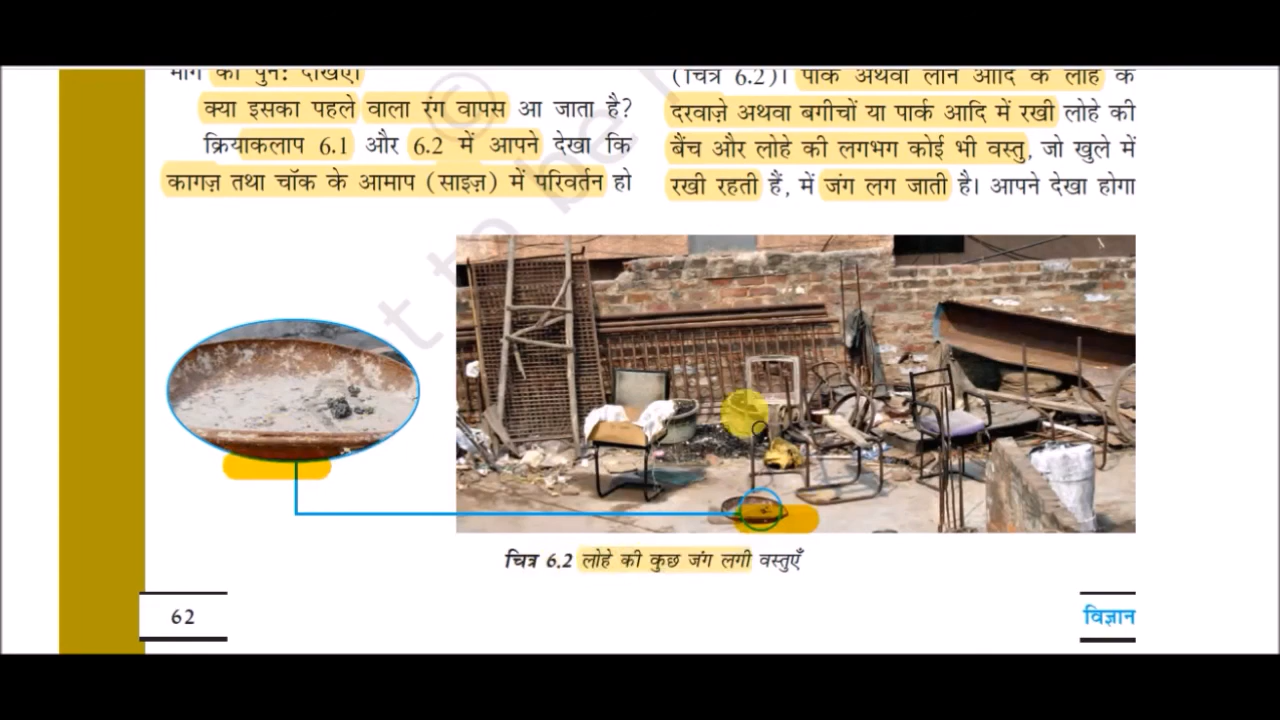 भाग को पुन: देखिए।
क्या इसका पहले वाला रंग वापस आ जाता है?
क्रियाकलाप 6.1 और 6.2 में आपने देखा कि
कागज़ तथा चॉक के आमाप (साइज़) में परिवर्तन हो
(चित्र 6.2)। पार्क अथवा लॉन आदि के लोहे के
दरवाज़े अथवा बगीचों या पार्क आदि में रखी लोहे की
बैंच और लोहे की लगभग कोई भी वस्तु, जो खुले में
रखी रहती हैं, में जंग लग जाती है। आपने देखा होगा
t to be
चित्र 6.2 लोहे की कुछ जंग लगी वस्तुएँ
62
विज्ञान